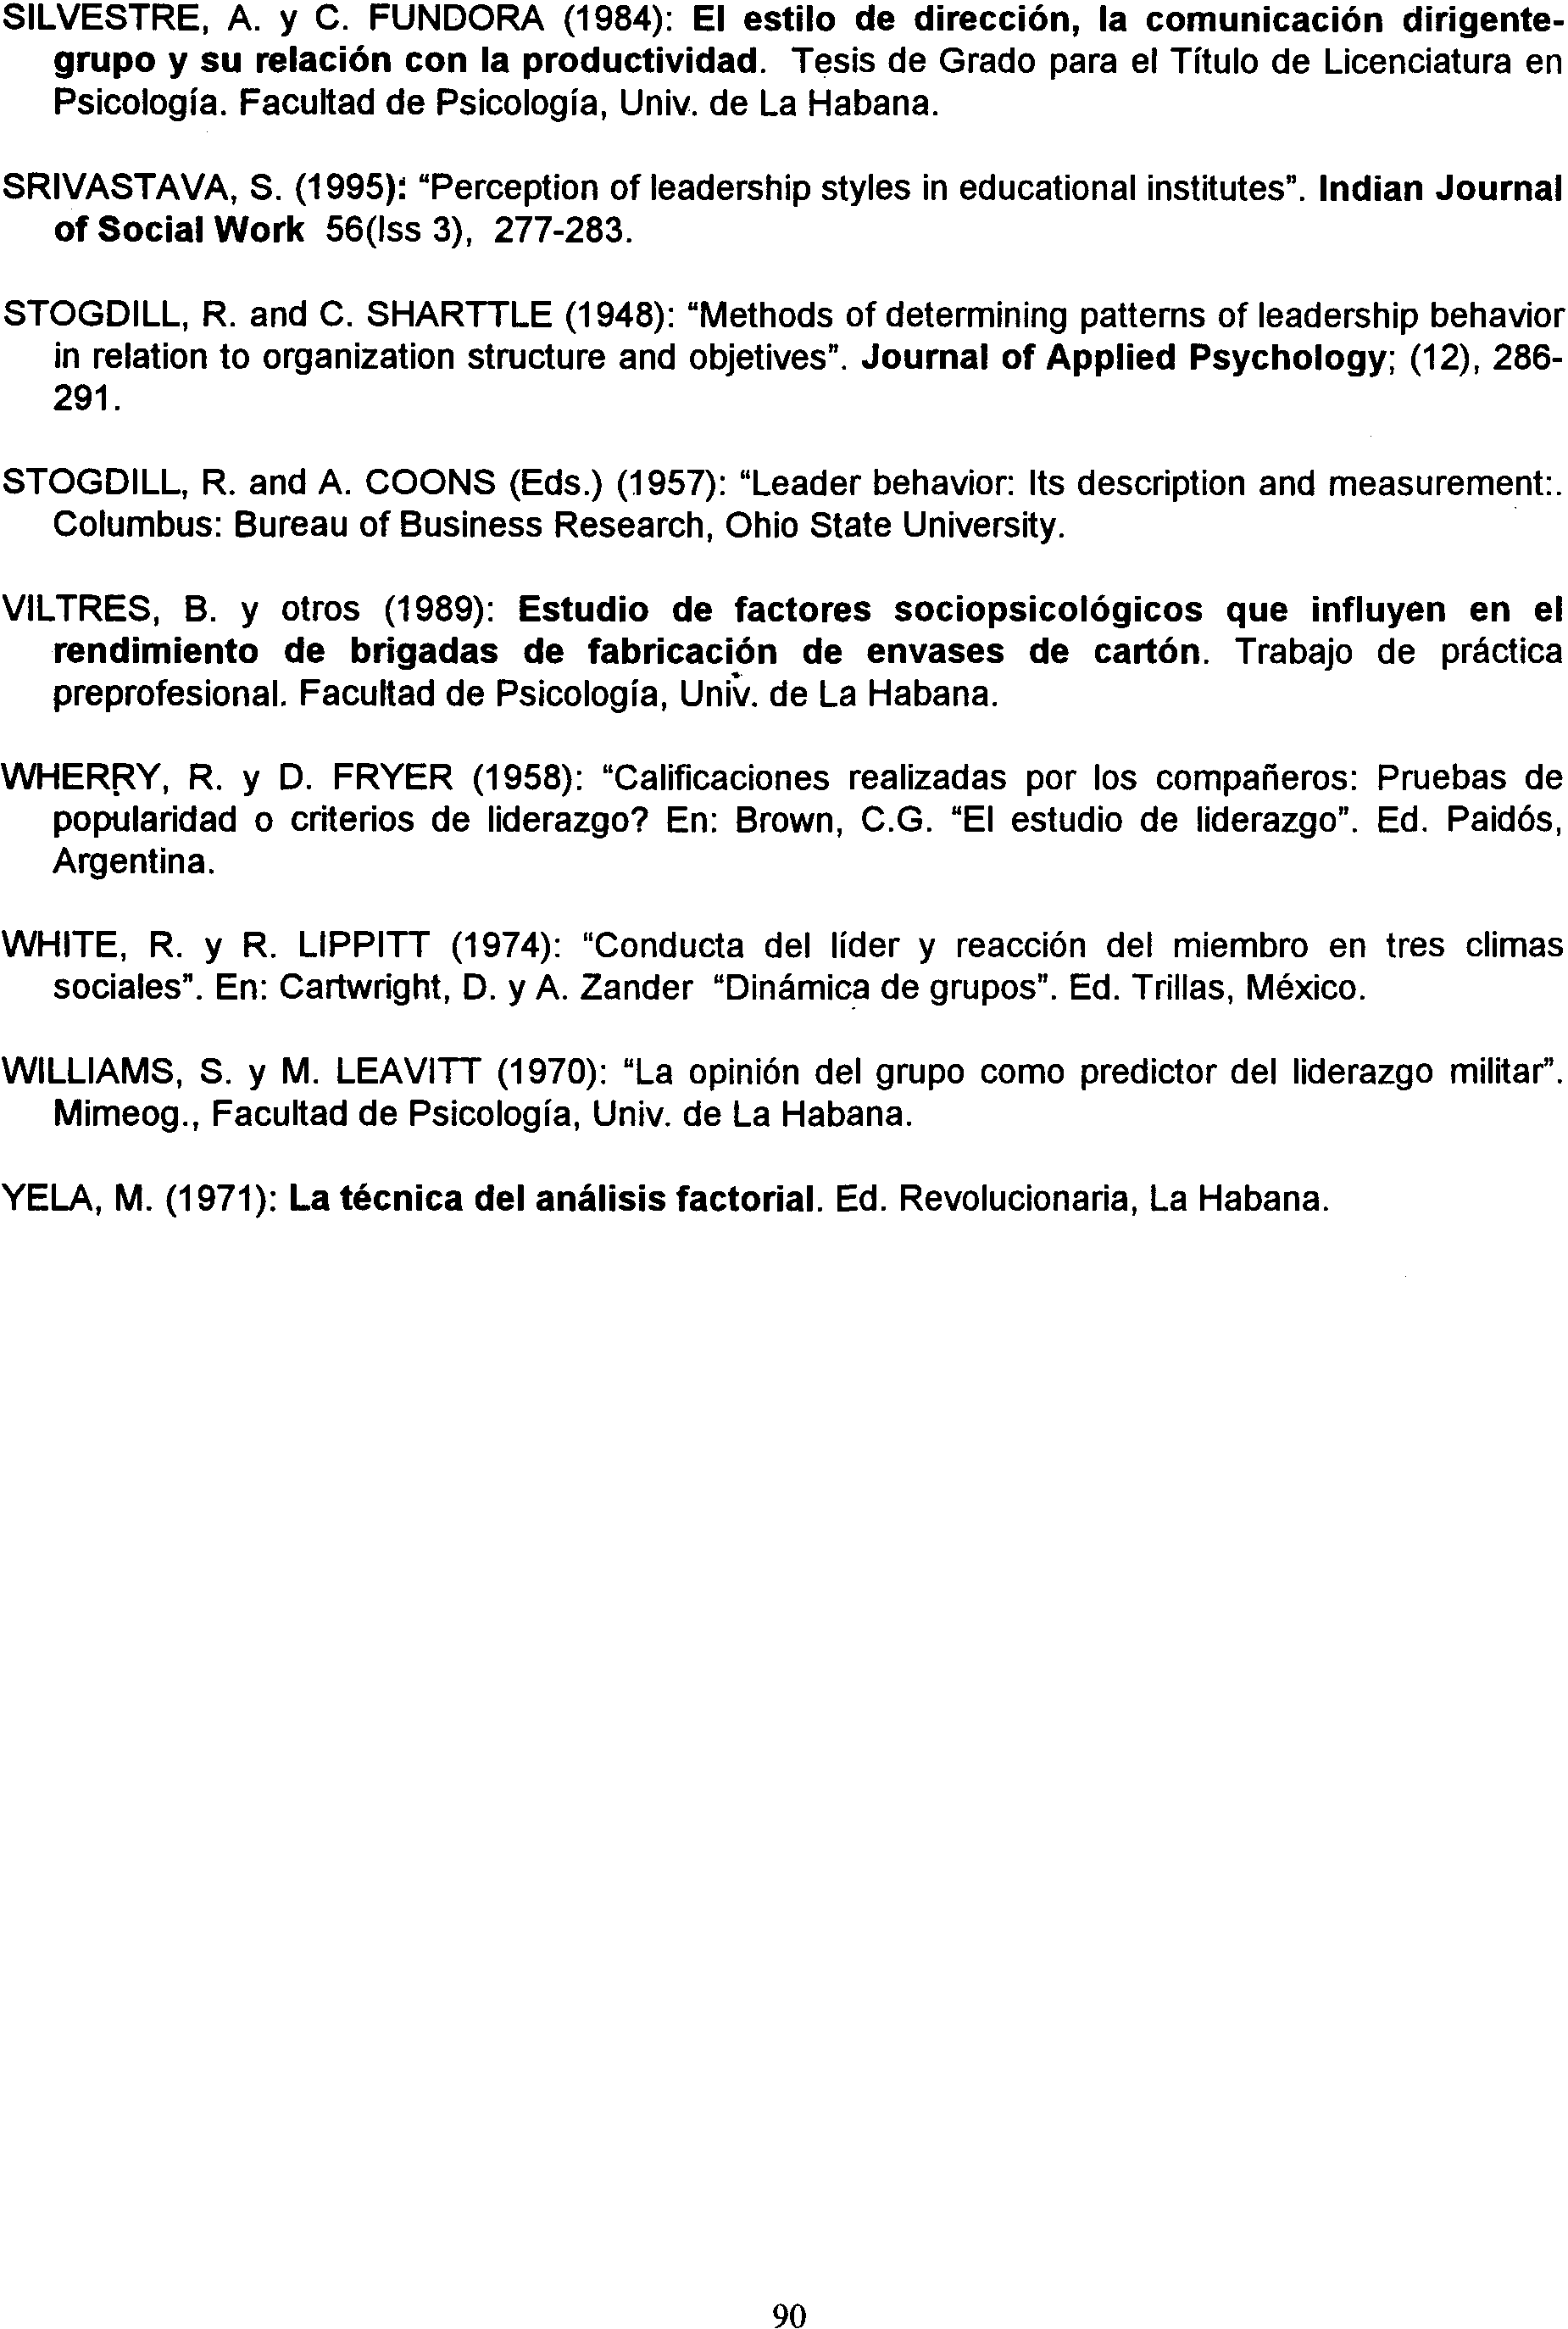 SILVESTRE, A. y C. FUNDORA (1984): El estilo de dirección, la comunicación dirigente-
grupo y su relación con la productividad. Tesis de Grado para el Título de Licenciatura en
Psicología. Facultad de Psicología, Univ. de La Habana.
SRIVASTAVA, S. (1995): “Perception of leadership styles in educational institutes”. Indian Journal
of Social Work 56(Iss 3), 277-283.
STOGDILL, R. and C. SHARTTLE (1948): “Methods of determining patterns of leadership behavior
in relation to organization structure and objetives”. Journal of Applied Psychology; (12), 286-
291.
STOGDILL, R. and A. COONS (Eds.) (1957): “Leader behavior: Its description and measurement:.
Columbus: Bureau of Business Research, Ohio State University.
VILTRES, B. y otros (1989): Estudio de factores sociopsicológicos que influyen en el
rendimiento de brigadas de fabricación de envases de cartón. Trabajo de práctica
preprofesional. Facultad de Psicología, Univ. de La Habana.
WHERRY, R. y D. FRYER (1958): “Calificaciones realizadas por los compañeros: Pruebas de
popularidad o criterios de liderazgo? En: Brown, C.G. “El estudio de liderazgo”. Ed. Paidós,
Argentina.
WHITE, R. y R. LIPPITT (1974): “Conducta del líder y reacción del miembro en tres climas
sociales”. En: Cartwright, D. y A. Zander “Dinámica de grupos”. Ed. Trillas, México.
WILLIAMS, S. y M. LEAVITT (1970): “La opinión del grupo como predictor del liderazgo militar”.
Mimeog., Facultad de Psicología, Univ. de La Habana.
YELA, M. (1971): La técnica del análisis factorial. Ed. Revolucionaria, La Habana.
90